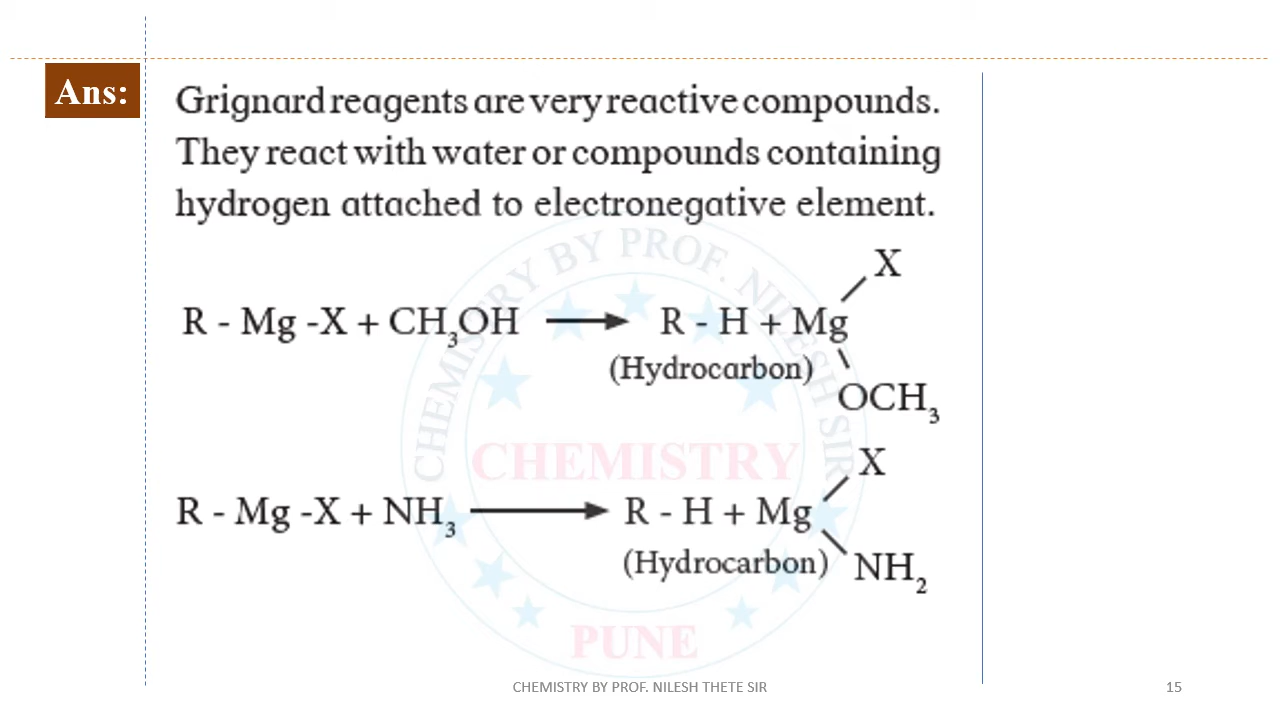 Ans:
Grignard reagents are very reactive compounds.
They react with water or compounds containing
hydrogen attached to electronegative element.
X
R - Mg -X + CH₃OH ⟶ R - H + Mg
(Hydrocarbon)
OCH₃
X
R - Mg -X + NH₃ ⟶ R - H + Mg
(Hydrocarbon)
NH₂
CHEMISTRY BY PROF. NILESH SIR
CHEMISTRY
PUNE
CHEMISTRY BY PROF. NILESH THETE SIR
15